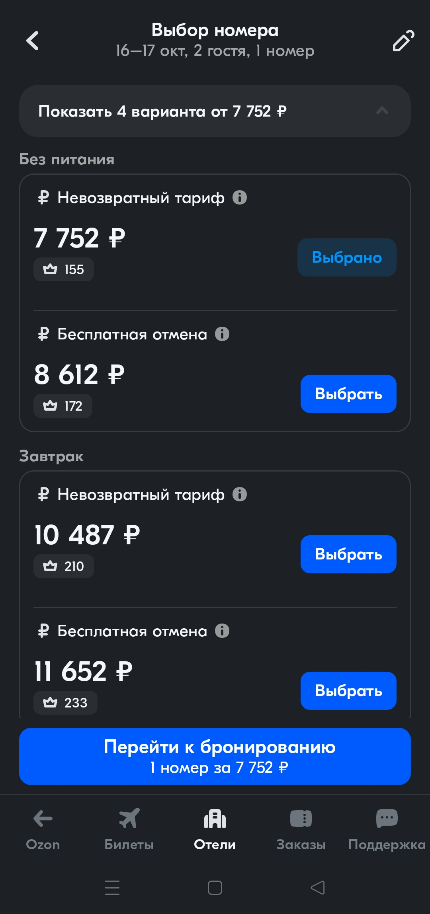 Выбор номера
16–17 окт, 2 гостя, 1 номер
Показать 4 варианта от 7 752 ₽
Без питания
₽ Невозвратный тариф
7 752 ₽
155
Выбрано
₽ Бесплатная отмена
8 612 ₽
172
Выбрать
Завтрак
₽ Невозвратный тариф
10 487 ₽
210
Выбрать
₽ Бесплатная отмена
11 652 ₽
233
Выбрать
Перейти к бронированию
1 номер за 7 752 ₽
Ozon Билеты Отели Заказы Поддержка